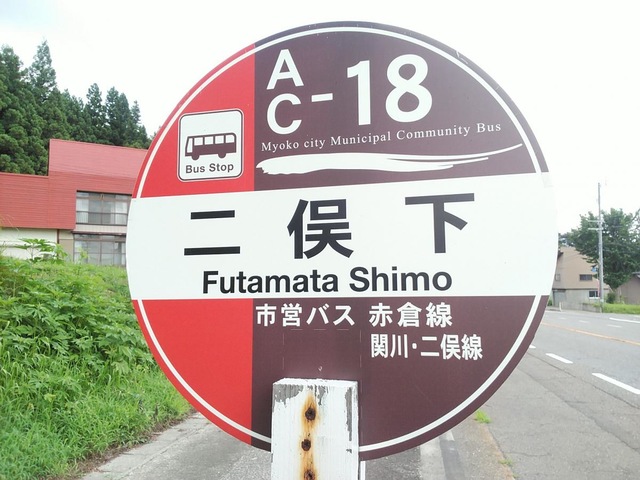 A
C-18
Myoko city Municipal Community Bus
Bus Stop
二俣下
Futamata Shimo
市営バス 赤倉線
関川・二俣線